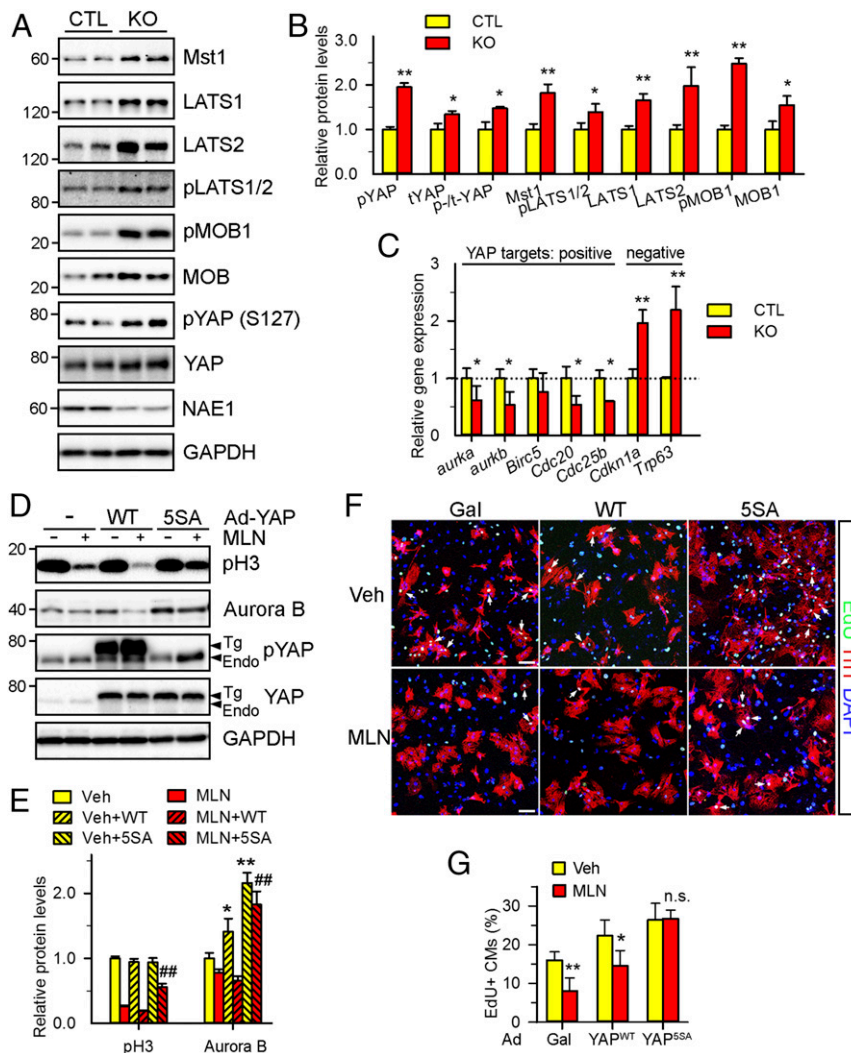 A
CTL KO
60 Mst1
120 LATS1
120 LATS2
80 pLATS1/2
20 pMOB1
20 MOB
80 pYAP (S127)
80 YAP
60 NAE1
GAPDH
B
CTL
KO
Relative protein levels
3.0
2.0
1.0
0.0
** * * ** * ** ** ** *
pYAP tYAP p-/t-YAP Mst1 pLATS1/2 LATS1 LATS2 pMOB1 MOB1
C
YAP targets: positive negative
Relative gene expression
3
2
1
0
* * * * ** **
CTL
KO
aurka aurkb Birc5 Cdc20 Cdc25b Cdkn1a Trp63
D
- WT 5SA Ad-YAP
- + - + - + MLN
20 pH3
40 Aurora B
80 Tg pYAP
Endo
80 Tg YAP
Endo
GAPDH
E
Veh MLN
Veh+WT MLN+WT
Veh+5SA MLN+5SA
Relative protein levels
2.0
1.0
0.0
## * ** ##
pH3 Aurora B
F
Gal WT 5SA
Veh
MLN
DAPI
G
Veh
MLN
EdU+ CMs (%)
30
20
10
0
** * n.s.
Ad Gal YAPWT YAP5SA